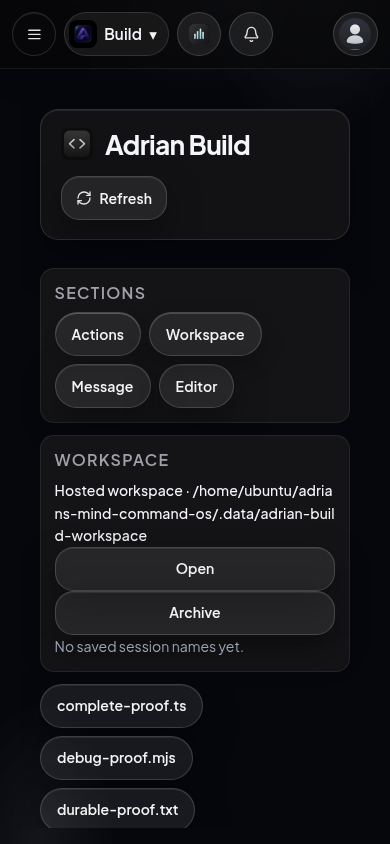 Build ▾
Adrian Build
Refresh
SECTIONS
Actions
Workspace
Message
Editor
WORKSPACE
Hosted workspace · /home/ubuntu/adria
ns-mind-command-os/.data/adrian-buil
d-workspace
Open
Archive
No saved session names yet.
complete-proof.ts
debug-proof.mjs
durable-proof.txt